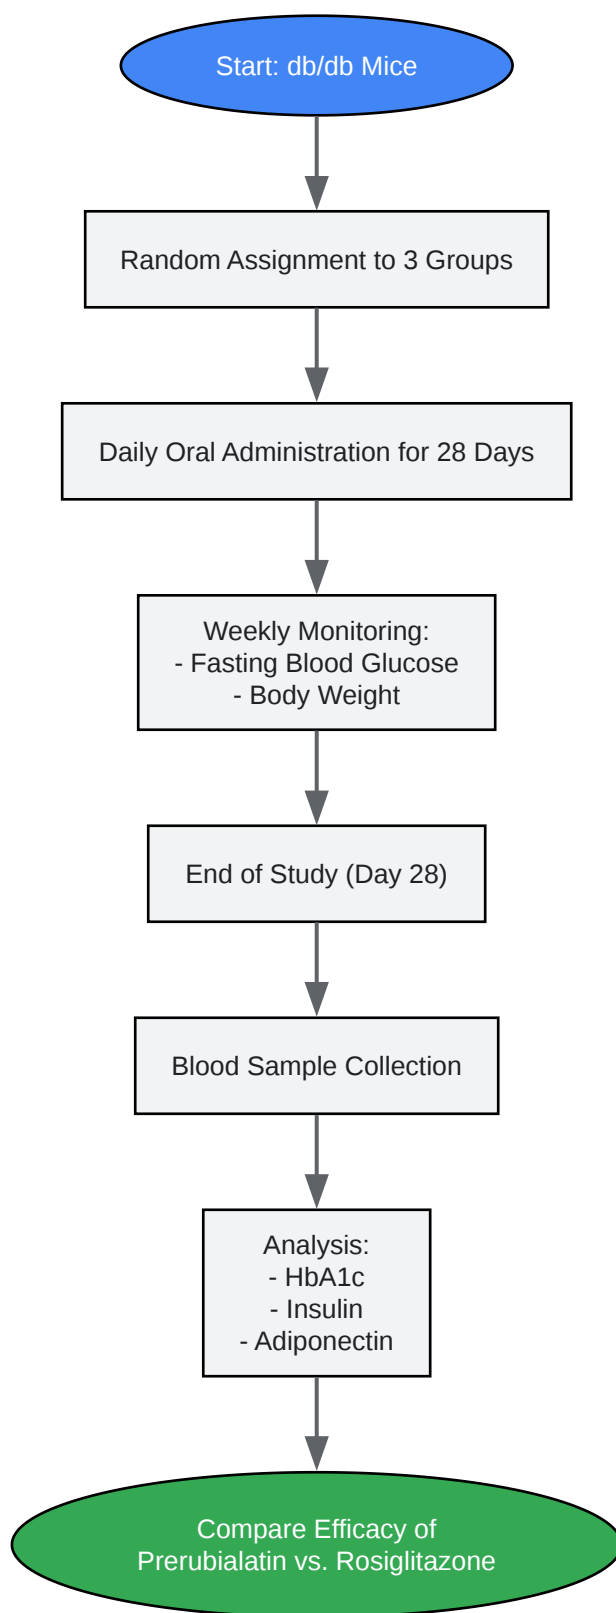 Start: db/db Mice
Random Assignment to 3 Groups
Daily Oral Administration for 28 Days
Weekly Monitoring:
- Fasting Blood Glucose
- Body Weight
End of Study (Day 28)
Blood Sample Collection
Analysis:
- HbA1c
- Insulin
- Adiponectin
Compare Efficacy of
Prerubialatin vs. Rosiglitazone